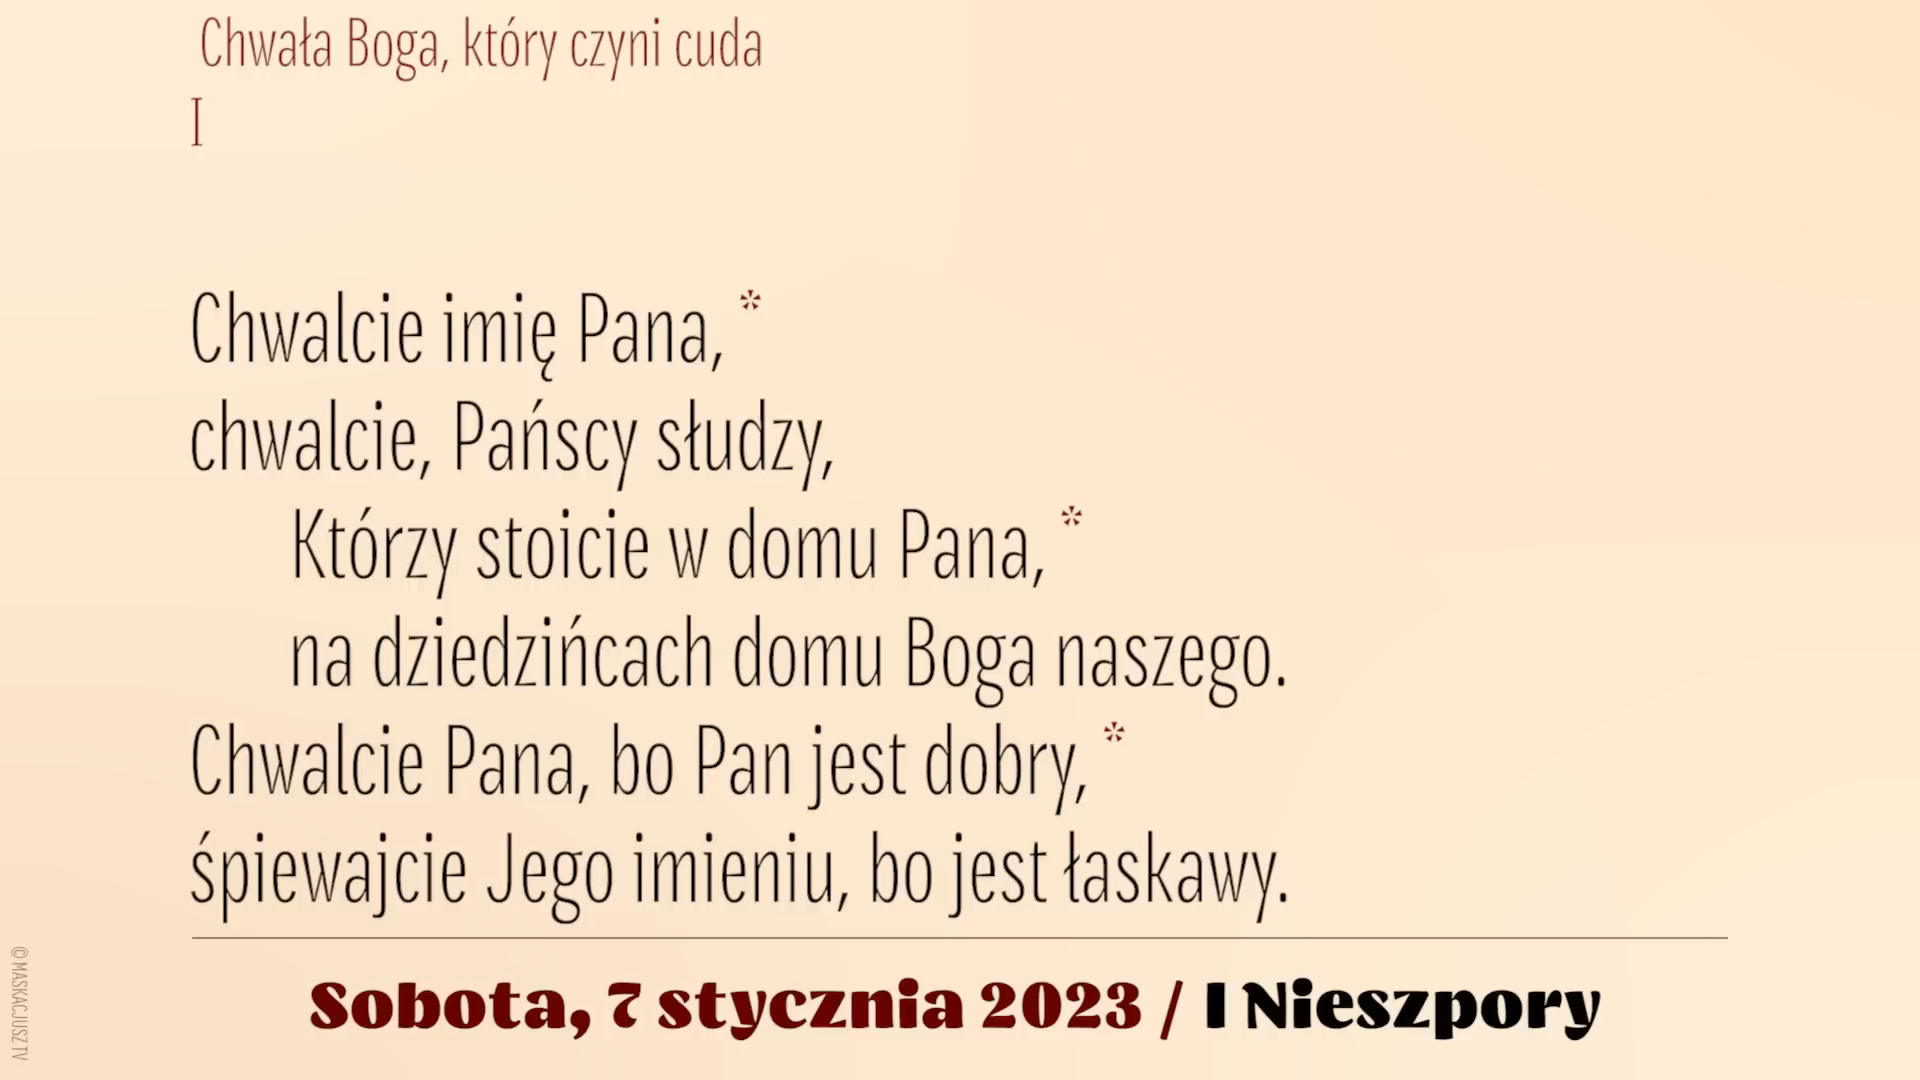 Chwała Boga, który czyni cuda
I
Chwalcie imię Pana, *
chwalcie, Pańscy słudzy,
Którzy stoicie w domu Pana, *
na dziedzińcach domu Boga naszego.
Chwalcie Pana, bo Pan jest dobry, *
śpiewajcie Jego imieniu, bo jest łaskawy.
Sobota, 7 stycznia 2023 / I Nieszpory
© MASKACJUSZ TV